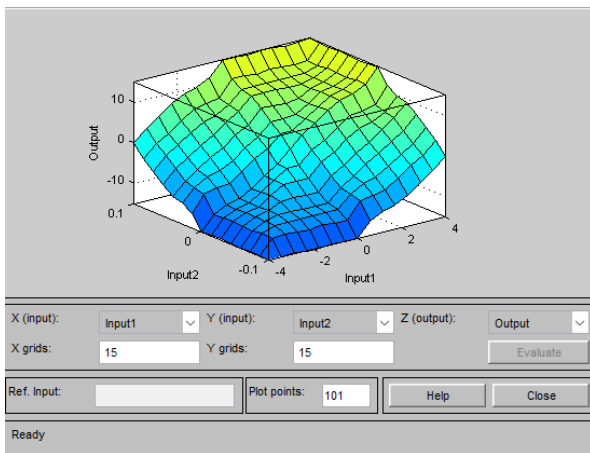 10
0
-10
Output
0.1
0
-0.1
Input2
-4
-2
0
2
4
Input1
X (input): Input1 Y (input): Input2 Z (output): Output
X grids: 15 Y grids: 15 Evaluate
Ref. Input: Plot points: 101 Help Close
Ready